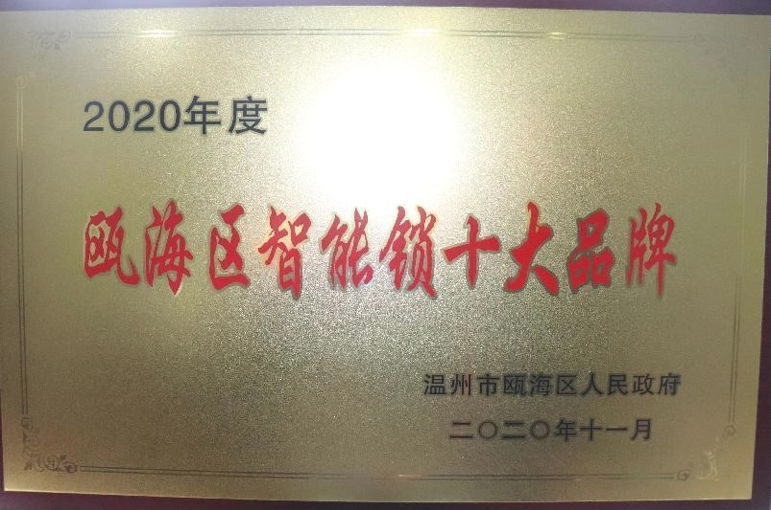 2020年度
瓯海区智能锁十大品牌
温州市瓯海区人民政府
二〇二〇年十一月